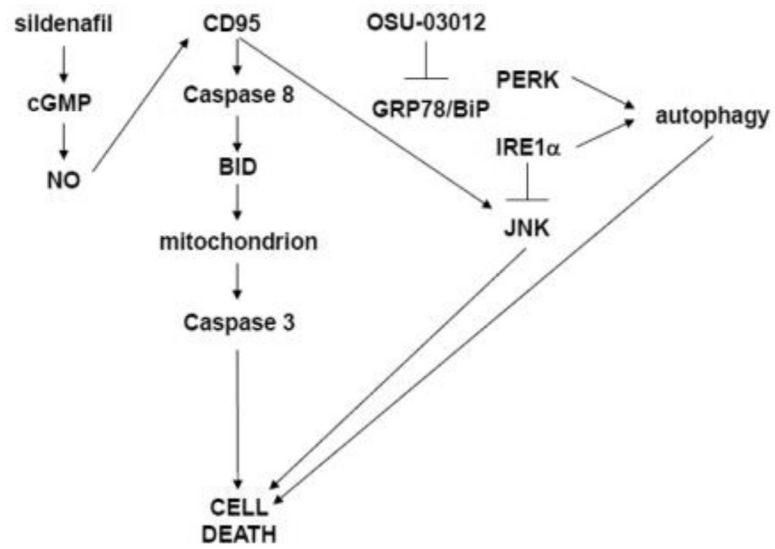 sildenafil
cGMP
NO
CD95
Caspase 8
BID
mitochondrion
Caspase 3
CELL
DEATH
OSU-03012
GRP78/BiP
PERK
IRE1α
JNK
autophagy